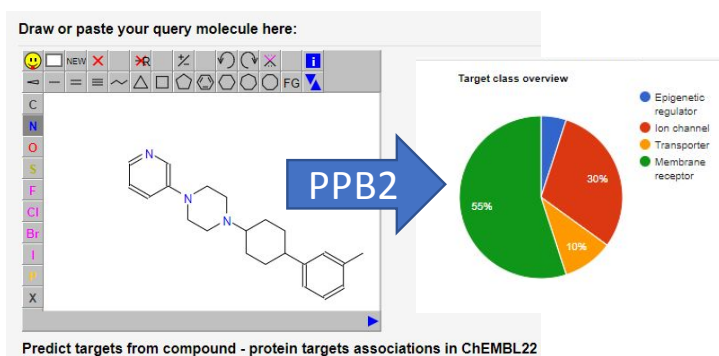 Draw or paste your query molecule here:
NEW
R
i
FG
C
N
O
S
F
Cl
Br
I
P
X
N
N
N
PPB2
Target class overview
Epigenetic
regulator
Ion channel
Transporter
Membrane
receptor
30%
55%
10%
Predict targets from compound - protein targets associations in ChEMBL22